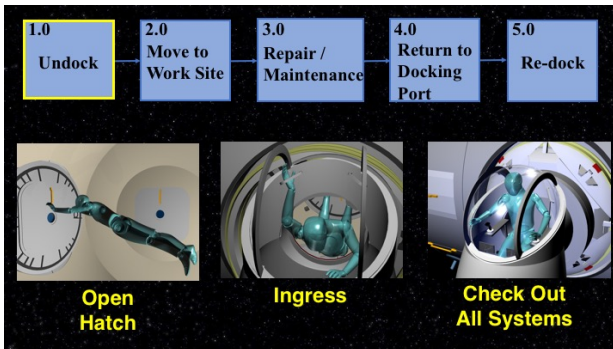 1.0
Undock
2.0
Move to
Work Site
3.0
Repair /
Maintenance
4.0
Return to
Docking
Port
5.0
Re-dock
Open
Hatch
Ingress
Check Out
All Systems